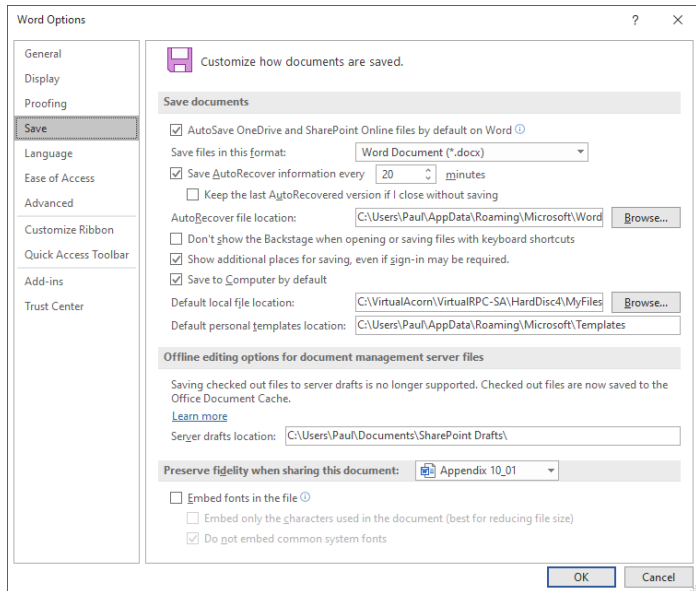 Word Options
?
General
Display
Proofing
Save
Language
Ease of Access
Advanced
Customize Ribbon
Quick Access Toolbar
Add-ins
Trust Center
Customize how documents are saved.
Save documents
AutoSave OneDrive and SharePoint Online files by default on Word
Save files in this format: Word Document (*.docx)
Save AutoRecover information every 20 minutes
Keep the last AutoRecovered version if I close without saving
AutoRecover file location: C:\Users\Paul\AppData\Roaming\Microsoft\Word Browse...
Don't show the Backstage when opening or saving files with keyboard shortcuts
Show additional places for saving, even if sign-in may be required.
Save to Computer by default
Default local file location: C:\VirtualAcorn\VirtualRPC-SA\HardDisc4\MyFiles Browse...
Default personal templates location: C:\Users\Paul\AppData\Roaming\Microsoft\Templates
Offline editing options for document management server files
Saving checked out files to server drafts is no longer supported. Checked out files are now saved to the
Office Document Cache.
Learn more
Server drafts location: C:\Users\Paul\Documents\SharePoint Drafts\
Preserve fidelity when sharing this document: Appendix 10_01
Embed fonts in the file
Embed only the characters used in the document (best for reducing file size)
Do not embed common system fonts
OK Cancel